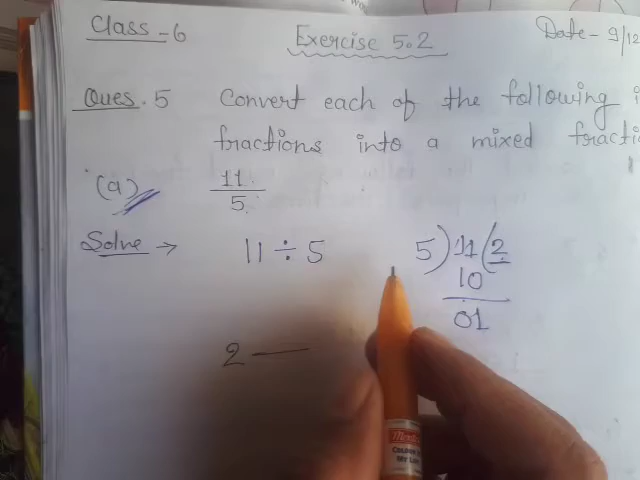 Class - 6
Exercise 5.2
Date - 9/12
Ques. 5 Convert each of the following
fractions into a mixed
(a) 11
5
Solve → 11 ÷ 5
5)11(2
10
01
2 —